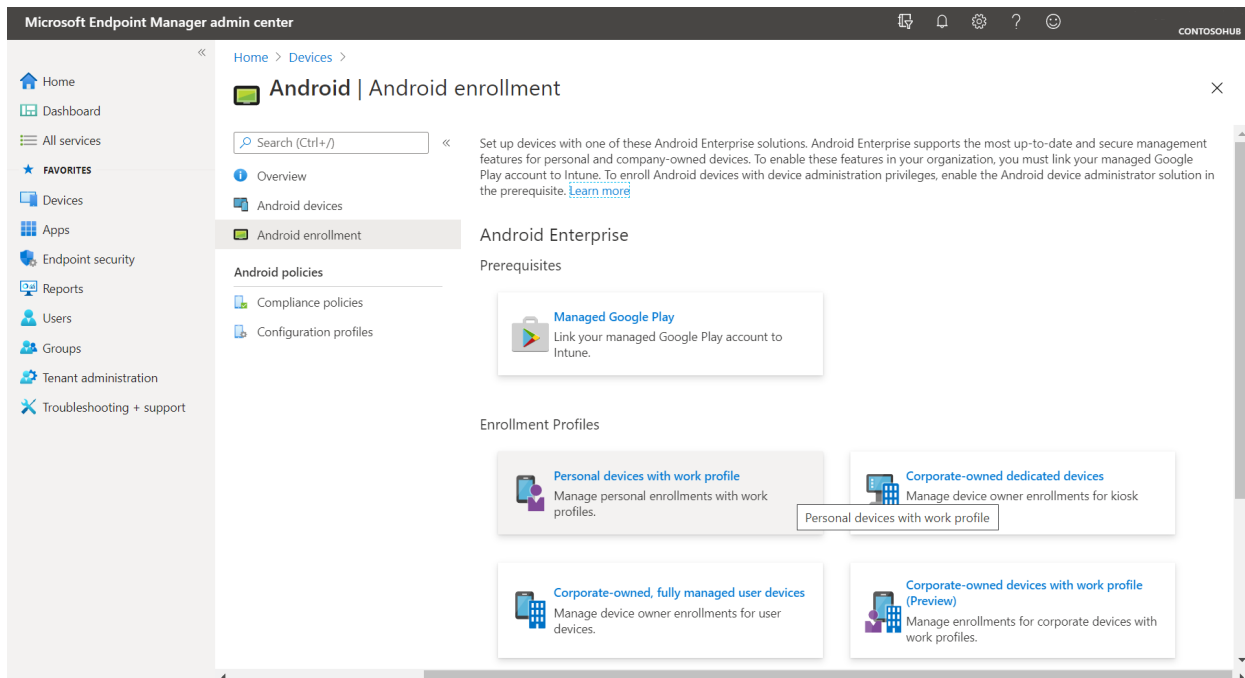 Microsoft Endpoint Manager admin center
CONTOSOHUB
«
Home
Dashboard
All services
FAVORITES
Devices
Apps
Endpoint security
Reports
Users
Groups
Tenant administration
Troubleshooting + support
Home > Devices >
Android | Android enrollment
Search (Ctrl+/)
«
Overview
Android devices
Android enrollment
Android policies
Compliance policies
Configuration profiles
Set up devices with one of these Android Enterprise solutions. Android Enterprise supports the most up-to-date and secure management
features for personal and company-owned devices. To enable these features in your organization, you must link your managed Google
Play account to Intune. To enroll Android devices with device administration privileges, enable the Android device administrator solution in
the prerequisite. Learn more
Android Enterprise
Prerequisites
Managed Google Play
Link your managed Google Play account to
Intune.
Enrollment Profiles
Personal devices with work profile
Manage personal enrollments with work
profiles.
Corporate-owned dedicated devices
Manage device owner enrollments for kiosk
Personal devices with work profile
Corporate-owned, fully managed user devices
Manage device owner enrollments for user
devices.
Corporate-owned devices with work profile
(Preview)
Manage enrollments for corporate devices with
work profiles.